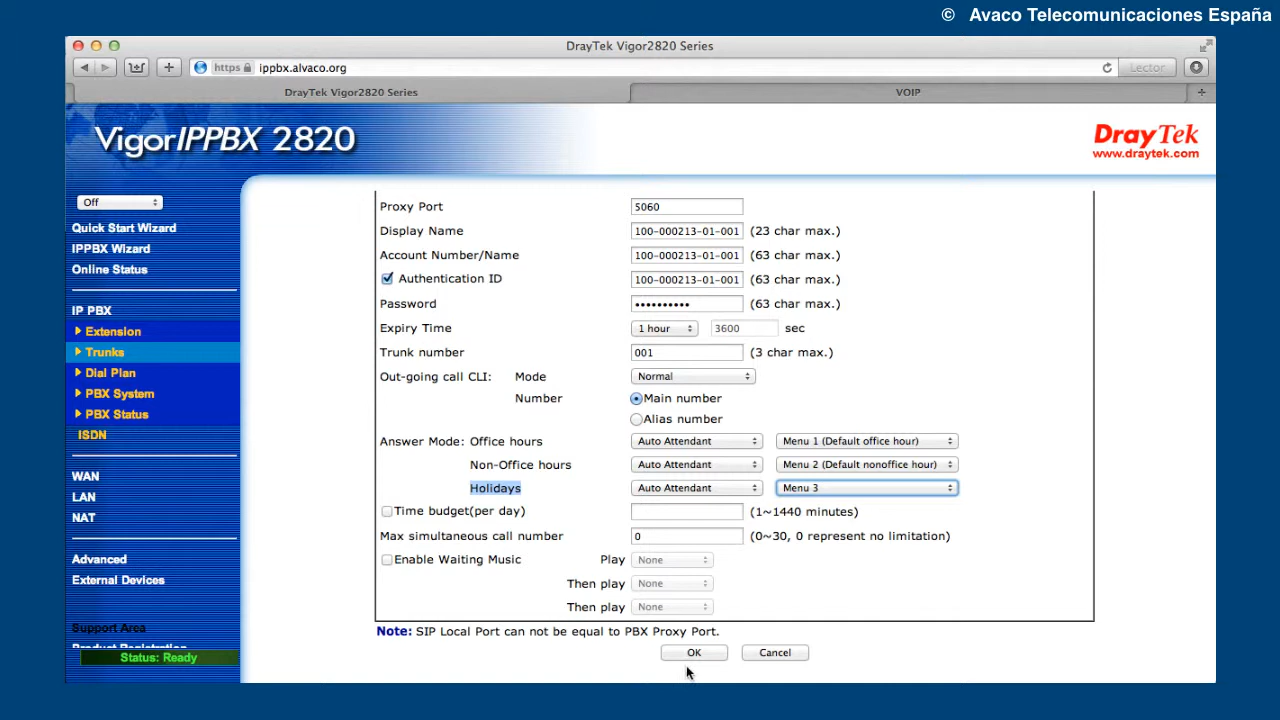 © Avaco Telecomunicaciones España
DrayTek Vigor2820 Series
https ippbx.alvaco.org Lector
DrayTek Vigor2820 Series VOIP
VigorIPPBX 2820
DrayTek
www.draytek.com
Off
Quick Start Wizard
IPPBX Wizard
Online Status
IP PBX
Extension
Trunks
Dial Plan
PBX System
PBX Status
ISDN
WAN
LAN
NAT
Advanced
External Devices
Support Area
Product Registration
Status: Ready
Proxy Port 5060
Display Name 100-000213-01-001 (23 char max.)
Account Number/Name 100-000213-01-001 (63 char max.)
Authentication ID 100-000213-01-001 (63 char max.)
Password •••••••••• (63 char max.)
Expiry Time 1 hour 3600 sec
Trunk number 001 (3 char max.)
Out-going call CLI: Mode Normal
Number Main number
Alias number
Answer Mode: Office hours Auto Attendant Menu 1 (Default office hour)
Non-Office hours Auto Attendant Menu 2 (Default nonoffice hour)
Holidays Auto Attendant Menu 3
Time budget(per day) (1~1440 minutes)
Max simultaneous call number 0 (0~30, 0 represent no limitation)
Enable Waiting Music Play None
Then play None
Then play None
Note: SIP Local Port can not be equal to PBX Proxy Port.
OK Cancel